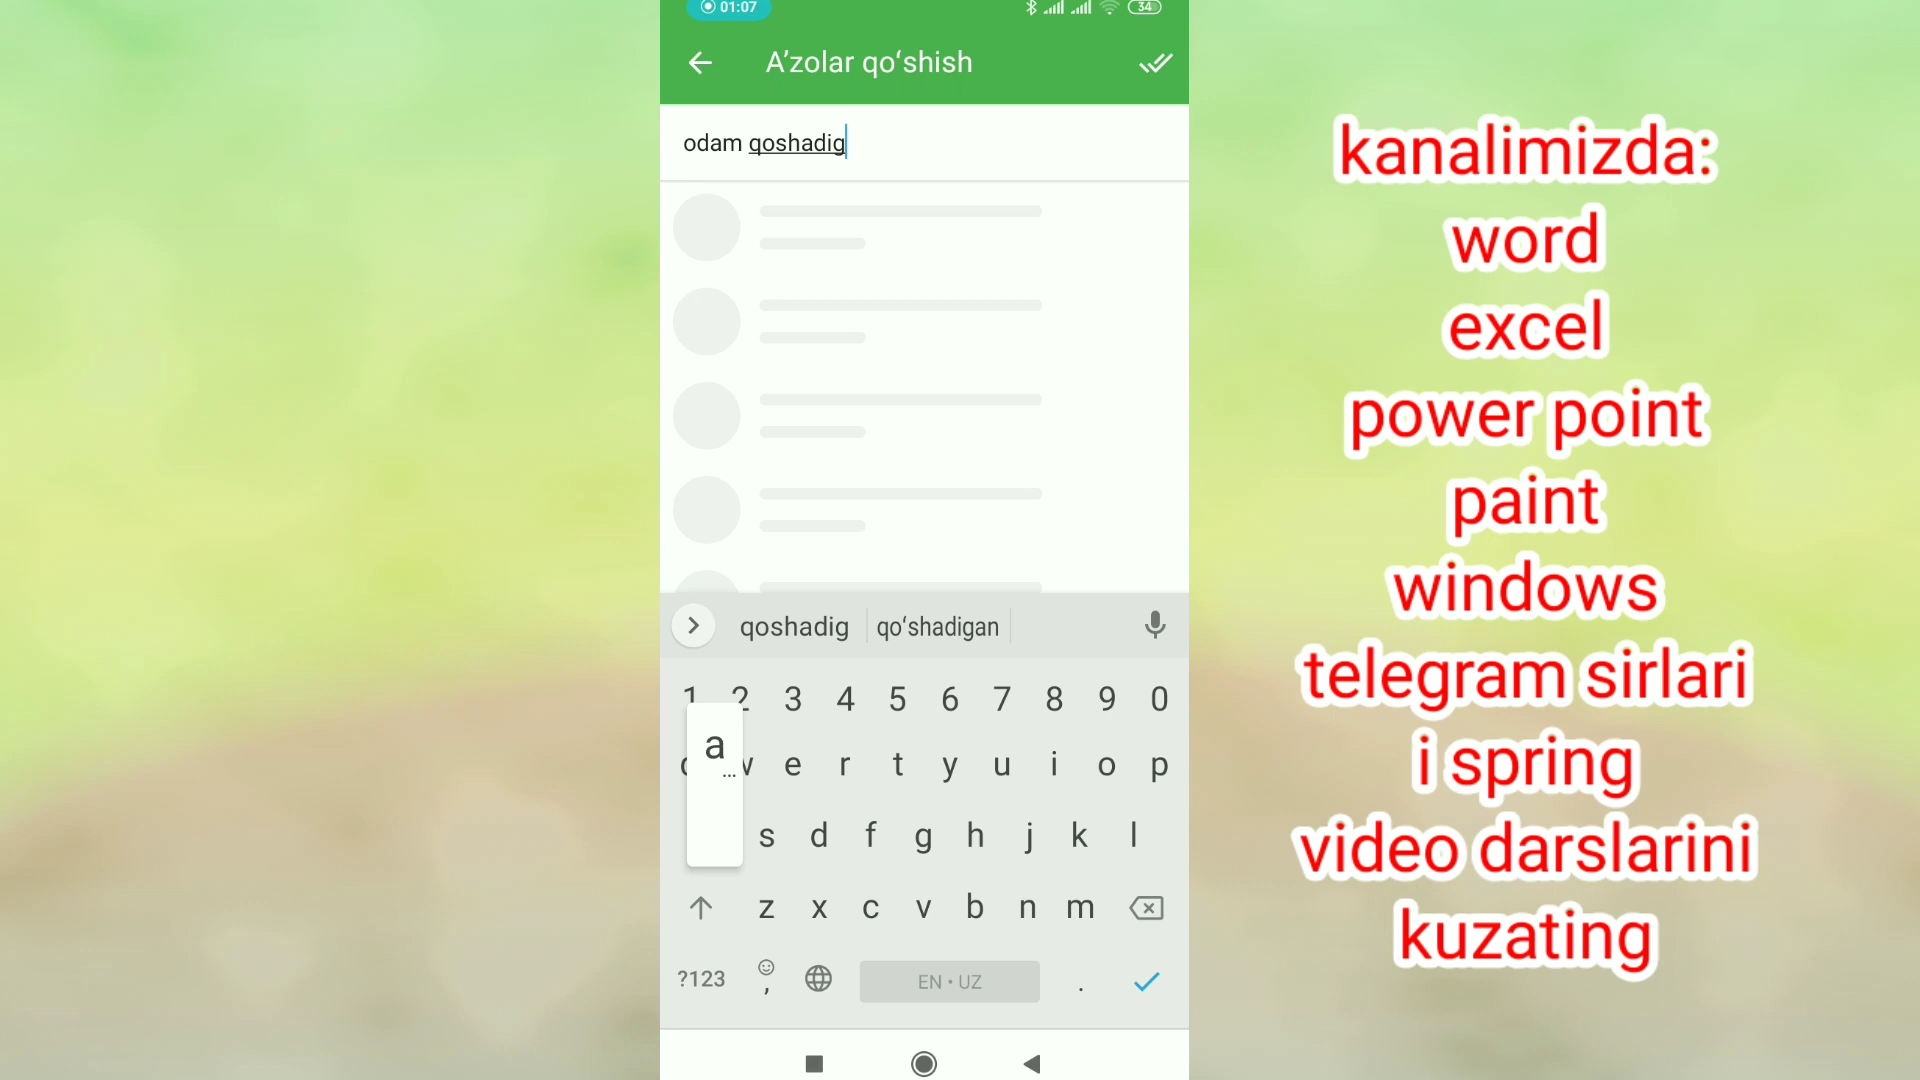 01:07
34
A’zolar qo‘shish
odam qoshadig
qoshadig qo‘shadigan
1 2 3 4 5 6 7 8 9 0
w e r t y u i o p
a
s d f g h j k l
z x c v b n m
?123 , EN • UZ .
kanalimizda:
word
excel
power point
paint
windows
telegram sirlari
i spring
video darslarini
kuzating